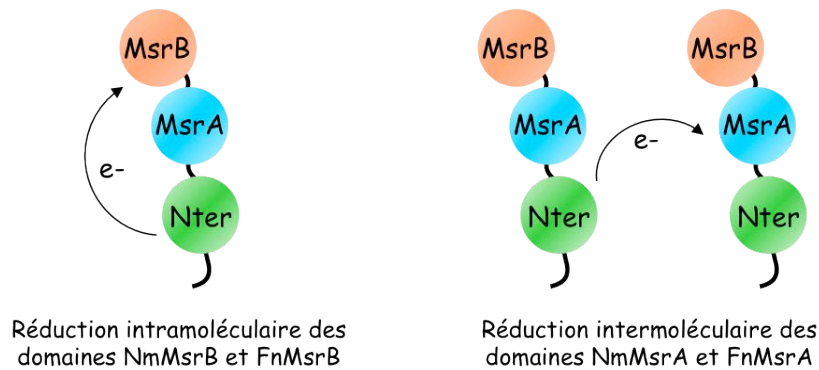 MsrB
MsrA
e-
Nter
Réduction intramoléculaire des
domaines NmMsrB et FnMsrB
MsrB
MsrB
MsrA
MsrA
e-
Nter
Nter
Réduction intermoléculaire des
domaines NmMsrA et FnMsrA